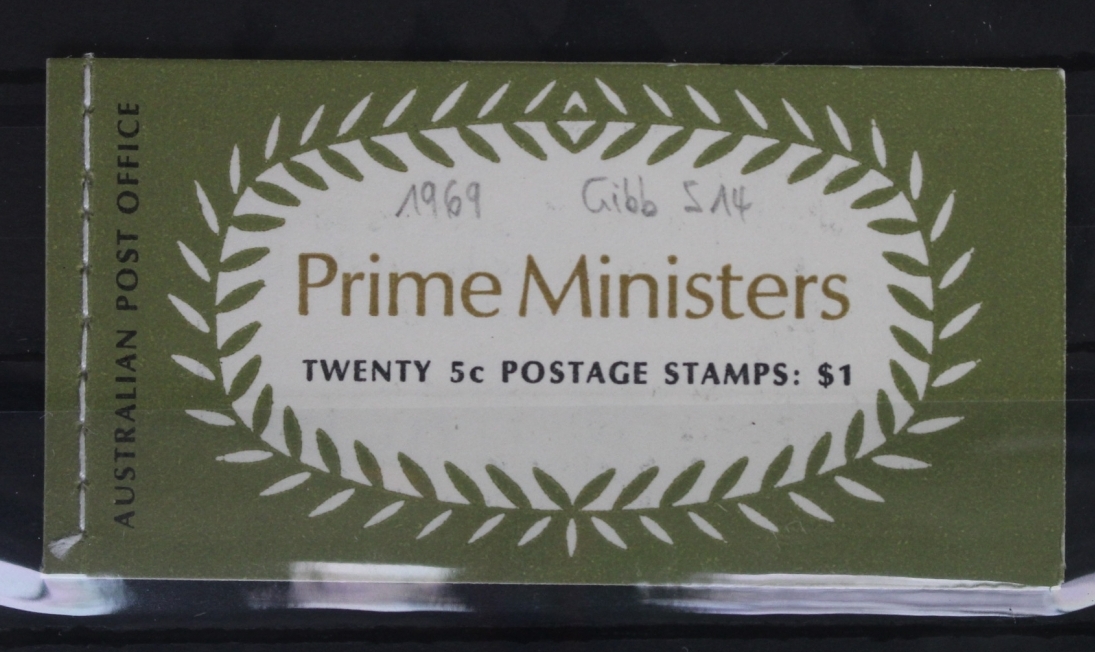 AUSTRALIAN POST OFFICE
1969 Gibb S14
Prime Ministers
TWENTY 5c POSTAGE STAMPS: $1